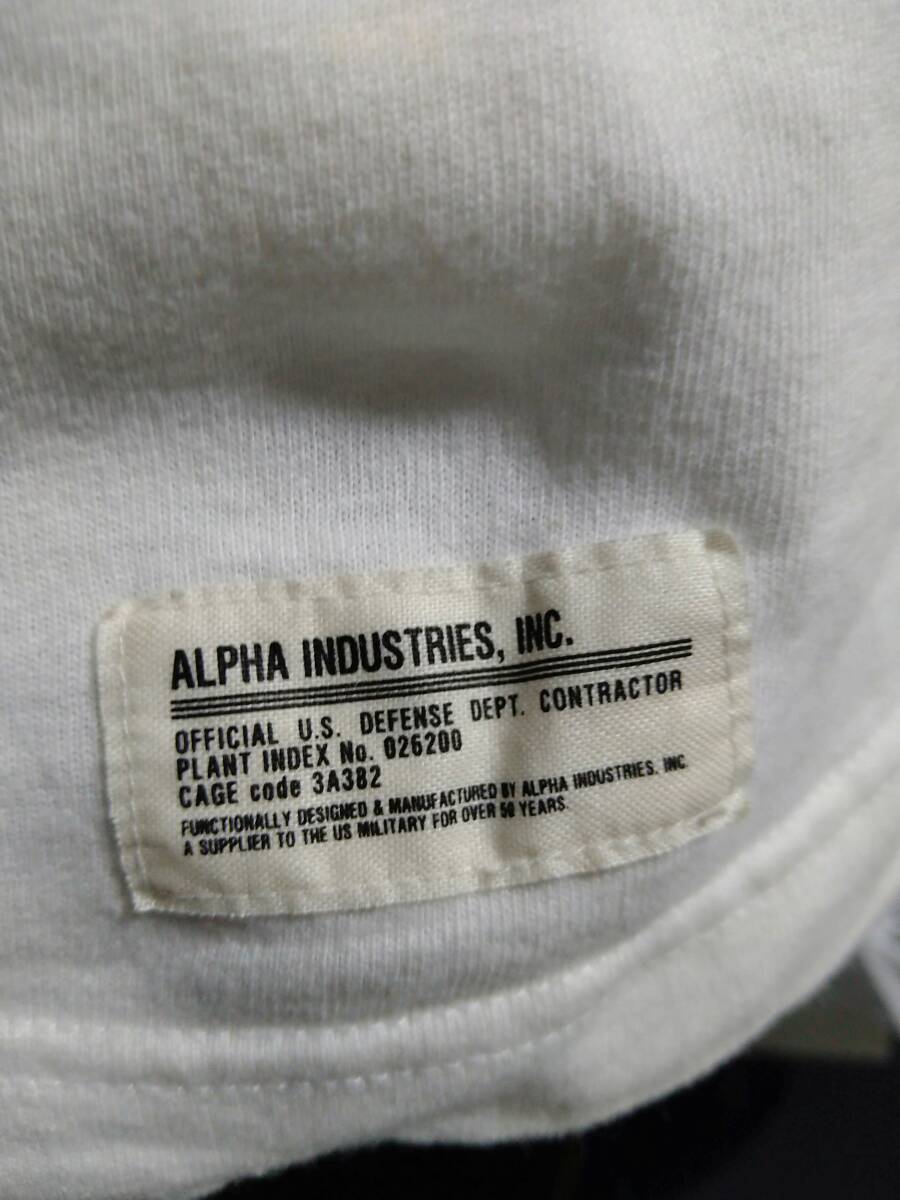 ALPHA INDUSTRIES, INC.
OFFICIAL U.S. DEFENSE DEPT. CONTRACTOR
PLANT INDEX No. 026200
CAGE code 3A382
FUNCTIONALLY DESIGNED & MANUFACTURED BY ALPHA INDUSTRIES, INC
A SUPPLIER TO THE US MILITARY FOR OVER 50 YEARS.